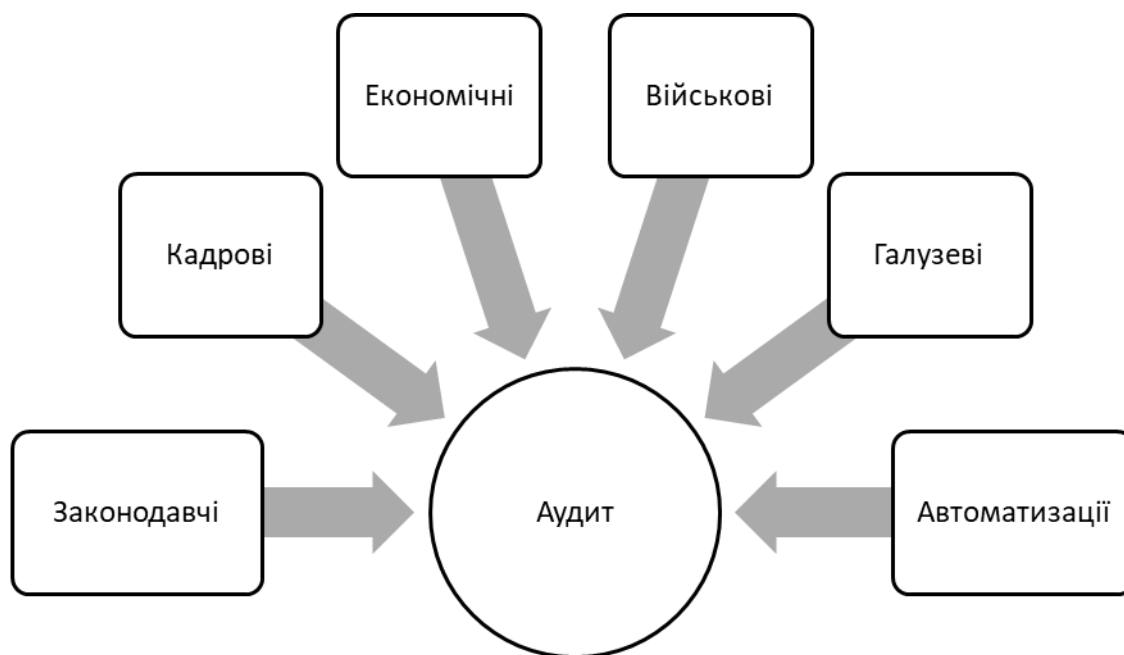 Економічні
Військові
Кадрові
Галузеві
Законодавчі
Аудит
Автоматизації